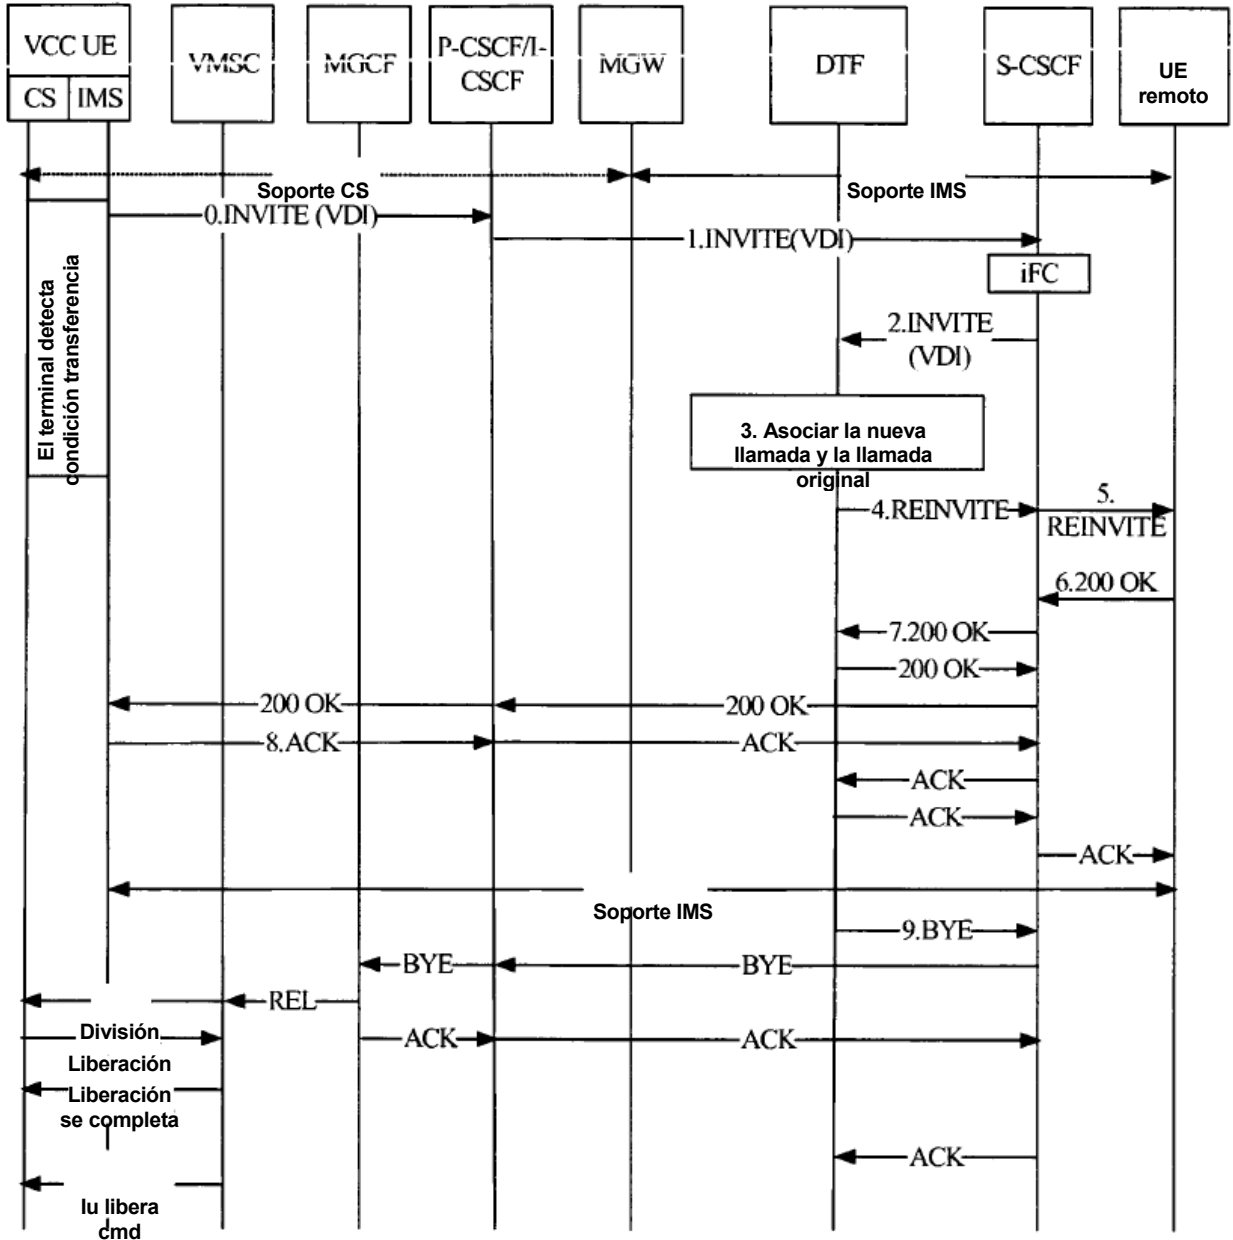 VCC UE
CS
IMS
VMSC
MGCF
P-CSCF/I-
CSCF
MGW
DTF
S-CSCF
UE
remoto
Soporte CS
Soporte IMS
0.INVITE (VDI)
1.INVITE(VDI)
iFC
El terminal detecta
condición transferencia
2.INVITE
(VDI)
3. Asociar la nueva
llamada y la llamada
original
4.REINVITE
5.
REINVITE
6.200 OK
7.200 OK
200 OK
200 OK
200 OK
8.ACK
ACK
ACK
ACK
ACK
Soporte IMS
9.BYE
BYE
BYE
REL
División
ACK
ACK
Liberación
Liberación
se completa
ACK
lu libera
cmd